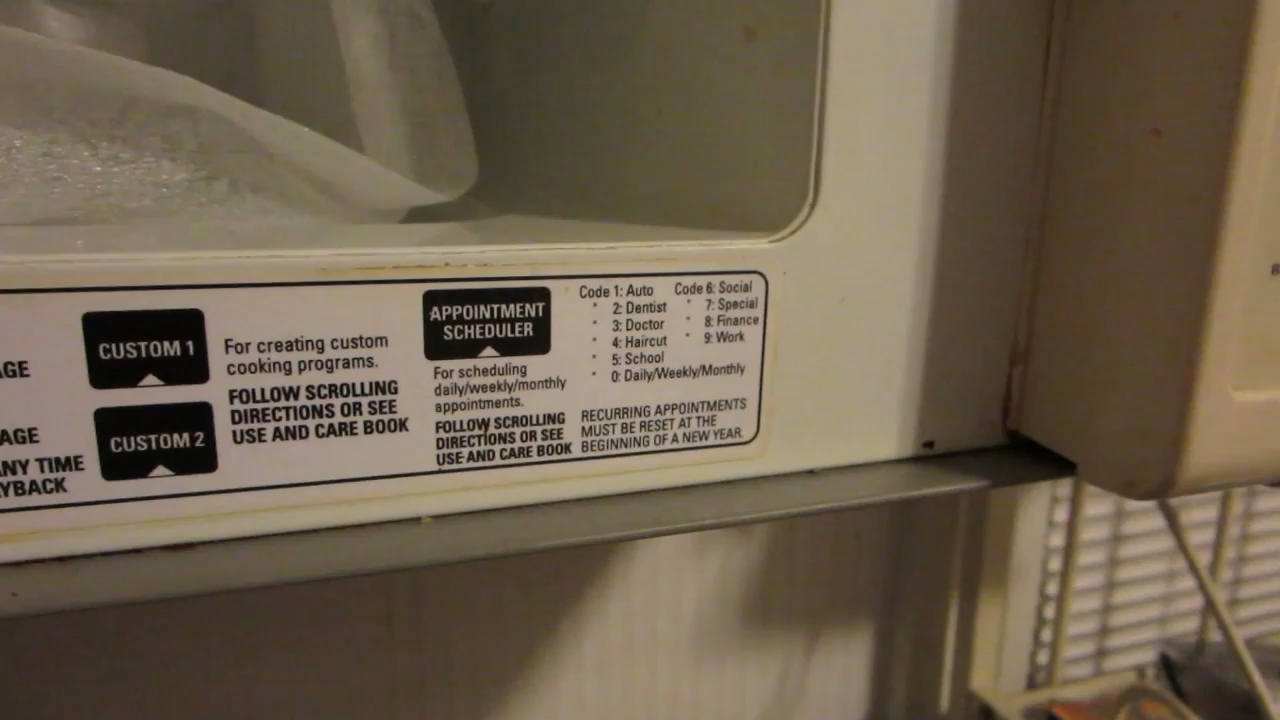 AGE
AGE
ANY TIME
YBACK
CUSTOM 1
CUSTOM 2
For creating custom
cooking programs.
FOLLOW SCROLLING
DIRECTIONS OR SEE
USE AND CARE BOOK
APPOINTMENT
SCHEDULER
For scheduling
daily/weekly/monthly
appointments.
FOLLOW SCROLLING
DIRECTIONS OR SEE
USE AND CARE BOOK
Code 1: Auto
" 2: Dentist
" 3: Doctor
" 4: Haircut
" 5: School
" 0: Daily/Weekly/Monthly
Code 6: Social
" 7: Special
" 8: Finance
" 9: Work
RECURRING APPOINTMENTS
MUST BE RESET AT THE
BEGINNING OF A NEW YEAR.